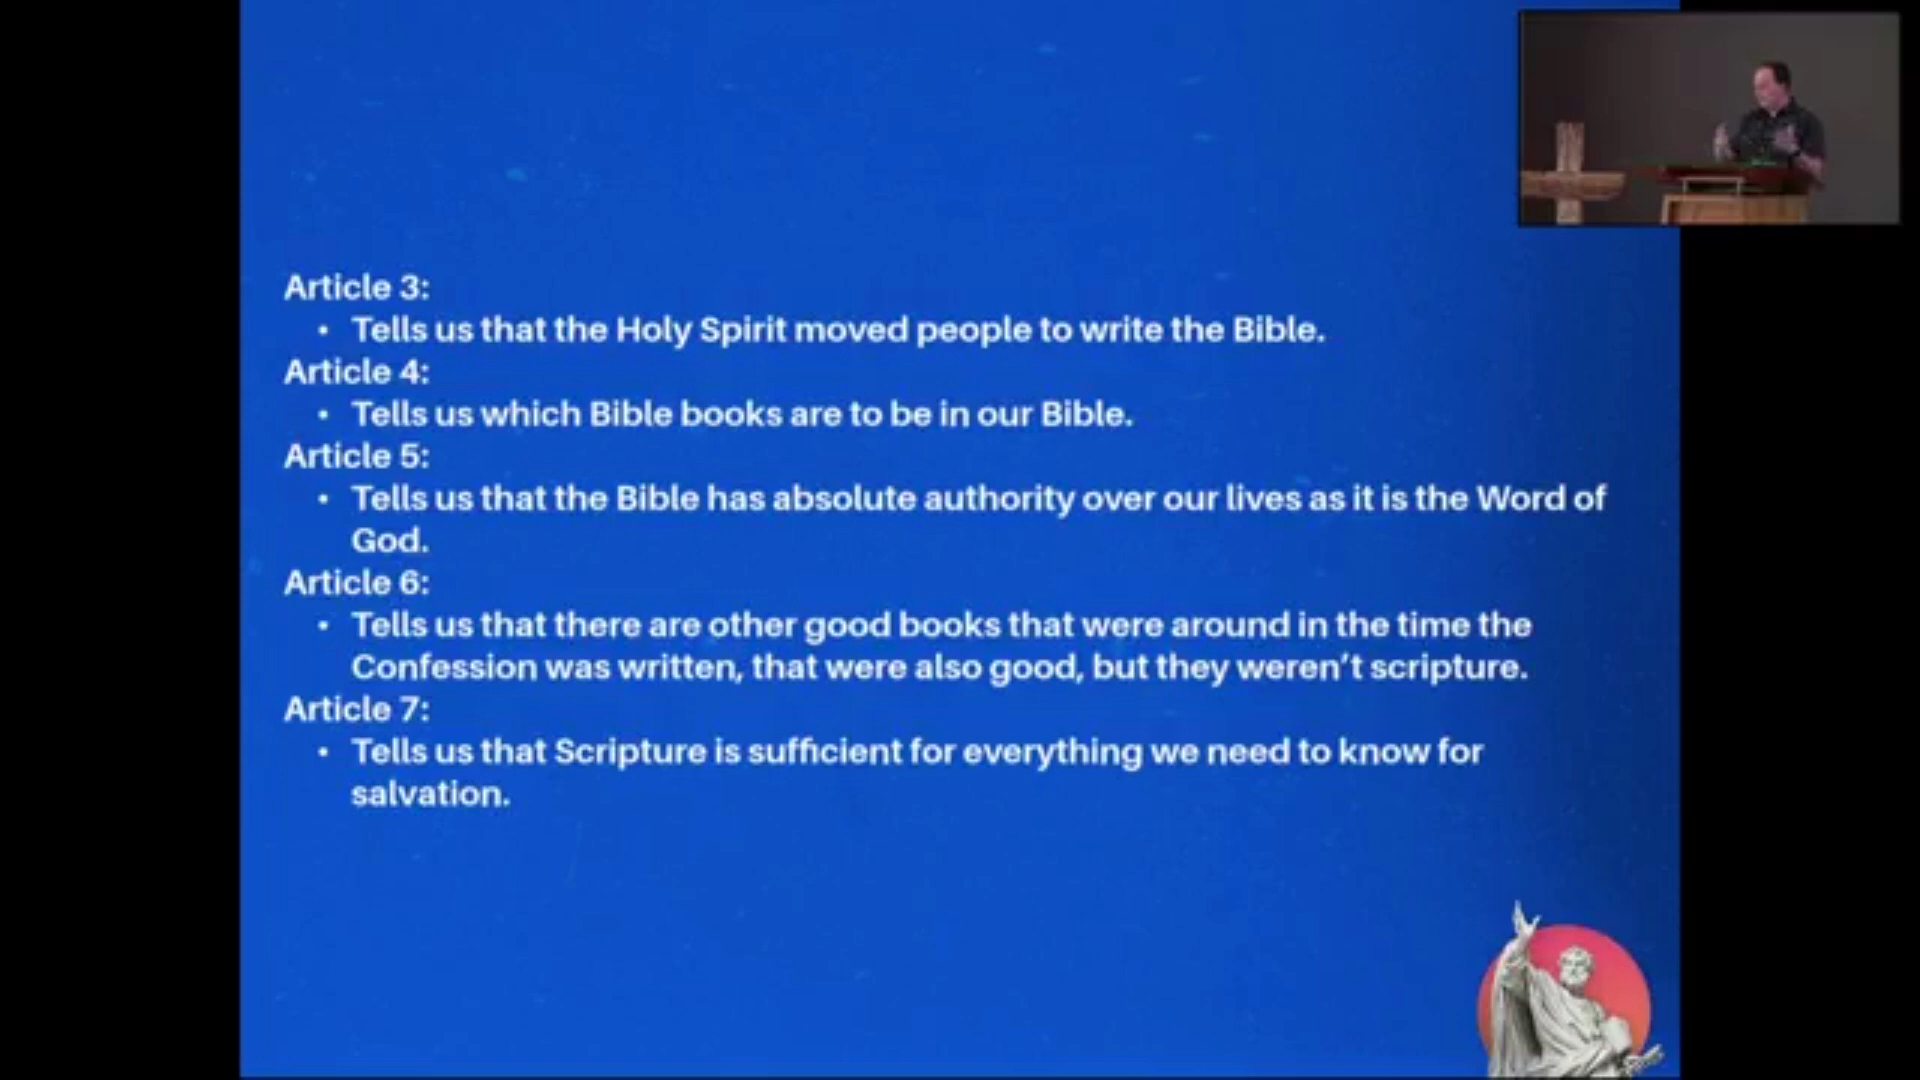 Article 3:
• Tells us that the Holy Spirit moved people to write the Bible.
Article 4:
• Tells us which Bible books are to be in our Bible.
Article 5:
• Tells us that the Bible has absolute authority over our lives as it is the Word of
God.
Article 6:
• Tells us that there are other good books that were around in the time the
Confession was written, that were also good, but they weren’t scripture.
Article 7:
• Tells us that Scripture is sufficient for everything we need to know for
salvation.